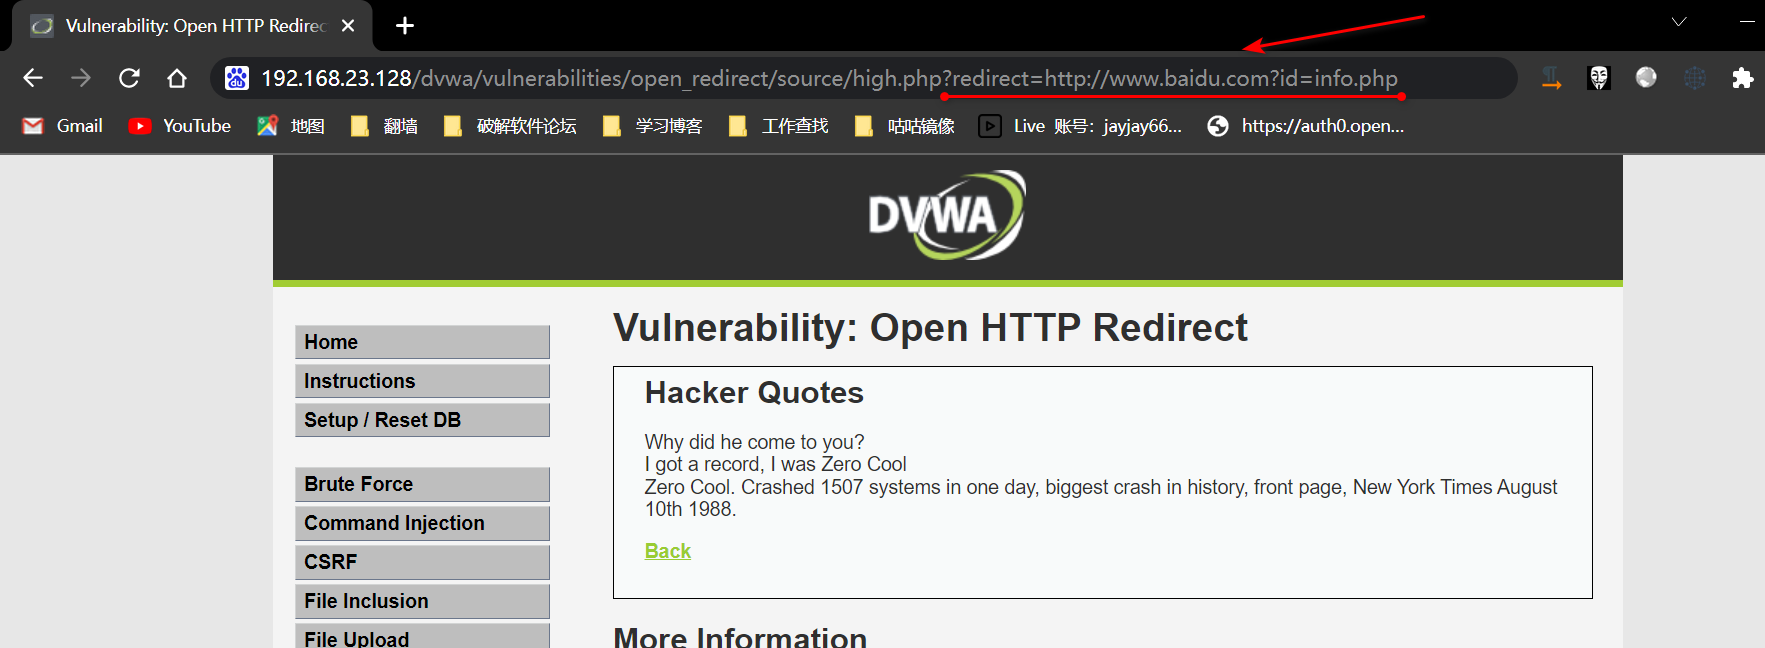 Vulnerability: Open HTTP Redirec
192.168.23.128/dvwa/vulnerabilities/open_redirect/source/high.php?redirect=http://www.baidu.com?id=info.php
Gmail YouTube 地图 翻墙 破解软件论坛 学习博客 工作查找 咕咕镜像 Live 账号：jayjay66... https://auth0.open...
DVWA
Home
Instructions
Setup / Reset DB
Brute Force
Command Injection
CSRF
File Inclusion
File Upload
Vulnerability: Open HTTP Redirect
Hacker Quotes
Why did he come to you?
I got a record, I was Zero Cool
Zero Cool. Crashed 1507 systems in one day, biggest crash in history, front page, New York Times August
10th 1988.
Back
More Information